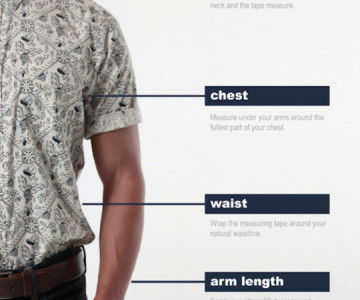 neck and the tape measure.
chest
Measure under your arms around the
fullest part of your chest.
waist
Wrap the measuring tape around your
natural waistline.
arm length